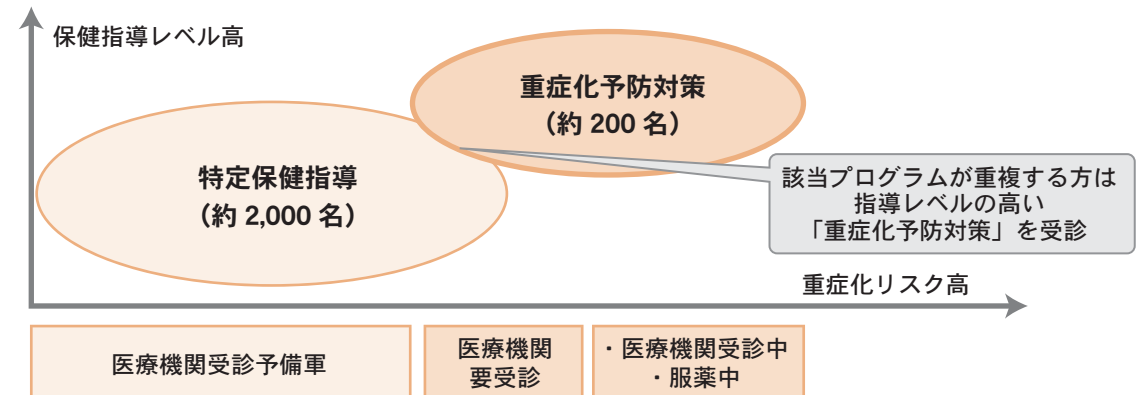 保健指導レベル高
重症化予防対策
（約 200 名）
特定保健指導
（約 2,000 名）
該当プログラムが重複する方は
指導レベルの高い
「重症化予防対策」を受診
重症化リスク高
医療機関受診予備軍
医療機関
要受診
・医療機関受診中
・服薬中